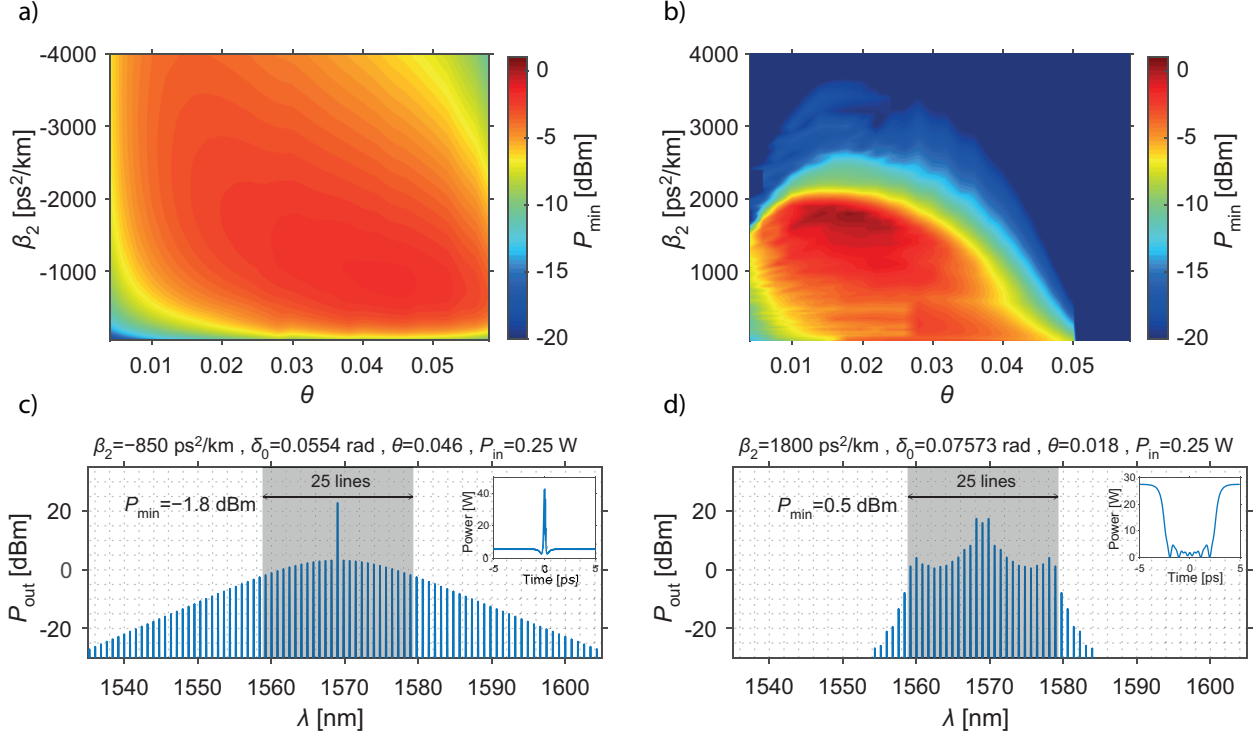 a)
-4000
-3000
-2000
-1000
β2 [ps²/km]
0.01 0.02 0.03 0.04 0.05
θ
0
-5
-10
-15
-20
Pmin [dBm]
b)
4000
3000
2000
1000
β2 [ps²/km]
0.01 0.02 0.03 0.04 0.05
θ
0
-5
-10
-15
-20
Pmin [dBm]
c)
β2=−850 ps²/km , δ0=0.0554 rad , θ=0.046 , Pin=0.25 W
25 lines
Pmin=−1.8 dBm
20
0
-20
Pout [dBm]
1540 1550 1560 1570 1580 1590 1600
λ [nm]
40
20
0
Power [W]
-5 0 5
Time [ps]
d)
β2=1800 ps²/km , δ0=0.07573 rad , θ=0.018 , Pin=0.25 W
25 lines
Pmin=0.5 dBm
20
0
-20
Pout [dBm]
1540 1550 1560 1570 1580 1590 1600
λ [nm]
30
20
10
0
Power [W]
-5 0 5
Time [ps]